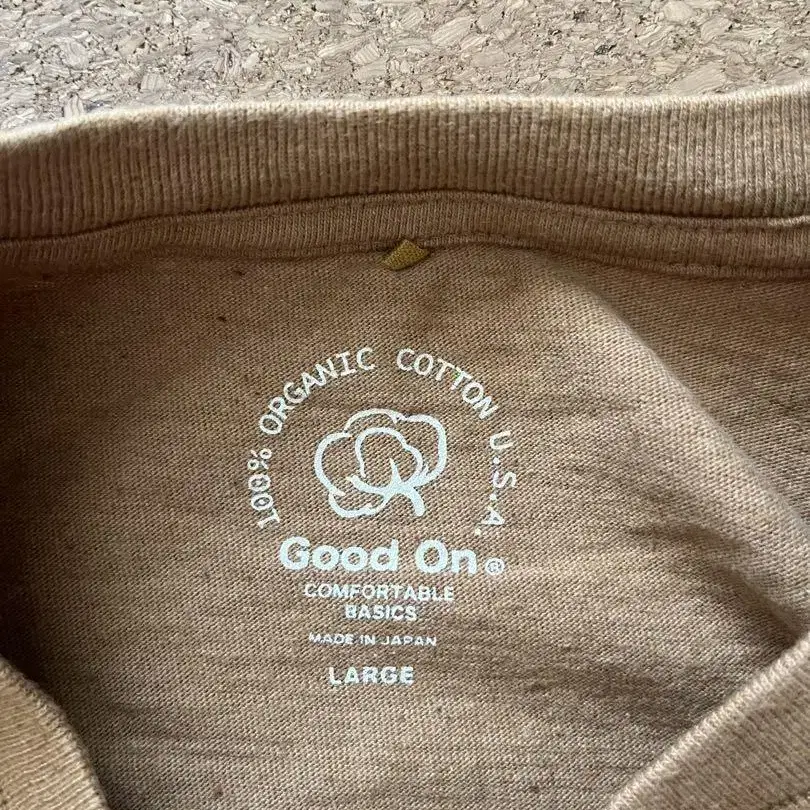 100% ORGANIC COTTON U.S.A.
Good On®
COMFORTABLE
BASICS
MADE IN JAPAN
LARGE